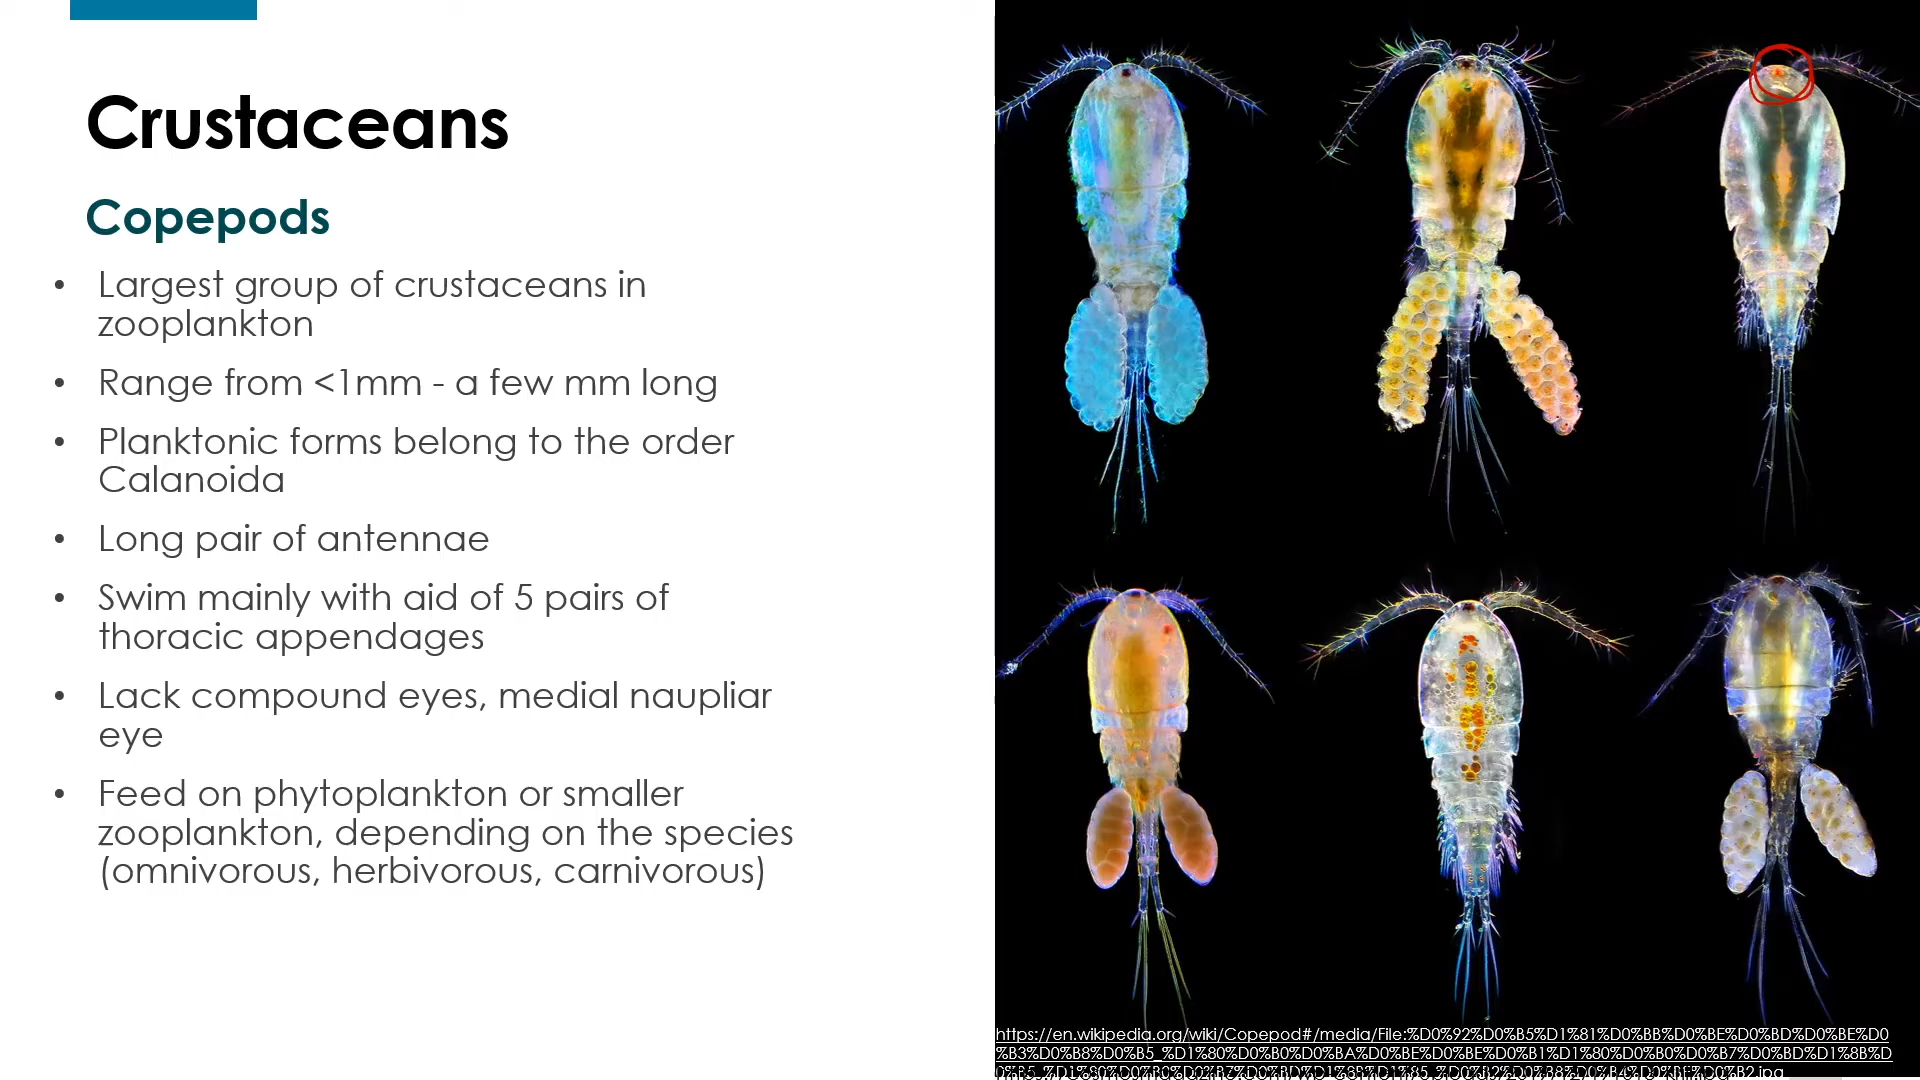 Crustaceans
Copepods
• Largest group of crustaceans in
zooplankton
• Range from <1mm - a few mm long
• Planktonic forms belong to the order
Calanoida
• Long pair of antennae
• Swim mainly with aid of 5 pairs of
thoracic appendages
• Lack compound eyes, medial naupliar
eye
• Feed on phytoplankton or smaller
zooplankton, depending on the species
(omnivorous, herbivorous, carnivorous)
https://en.wikipedia.org/wiki/Copepod#/media/File:%D0%92%D0%B5%D1%81%D0%BB%D0%BE%D0%BD%D0%BE%D0
%B3%D0%B8%D0%B5_%D1%80%D0%B0%D0%BA%D0%BE%D0%BE%D0%B1%D1%80%D0%B0%D0%B7%D0%BD%D1%8B%D